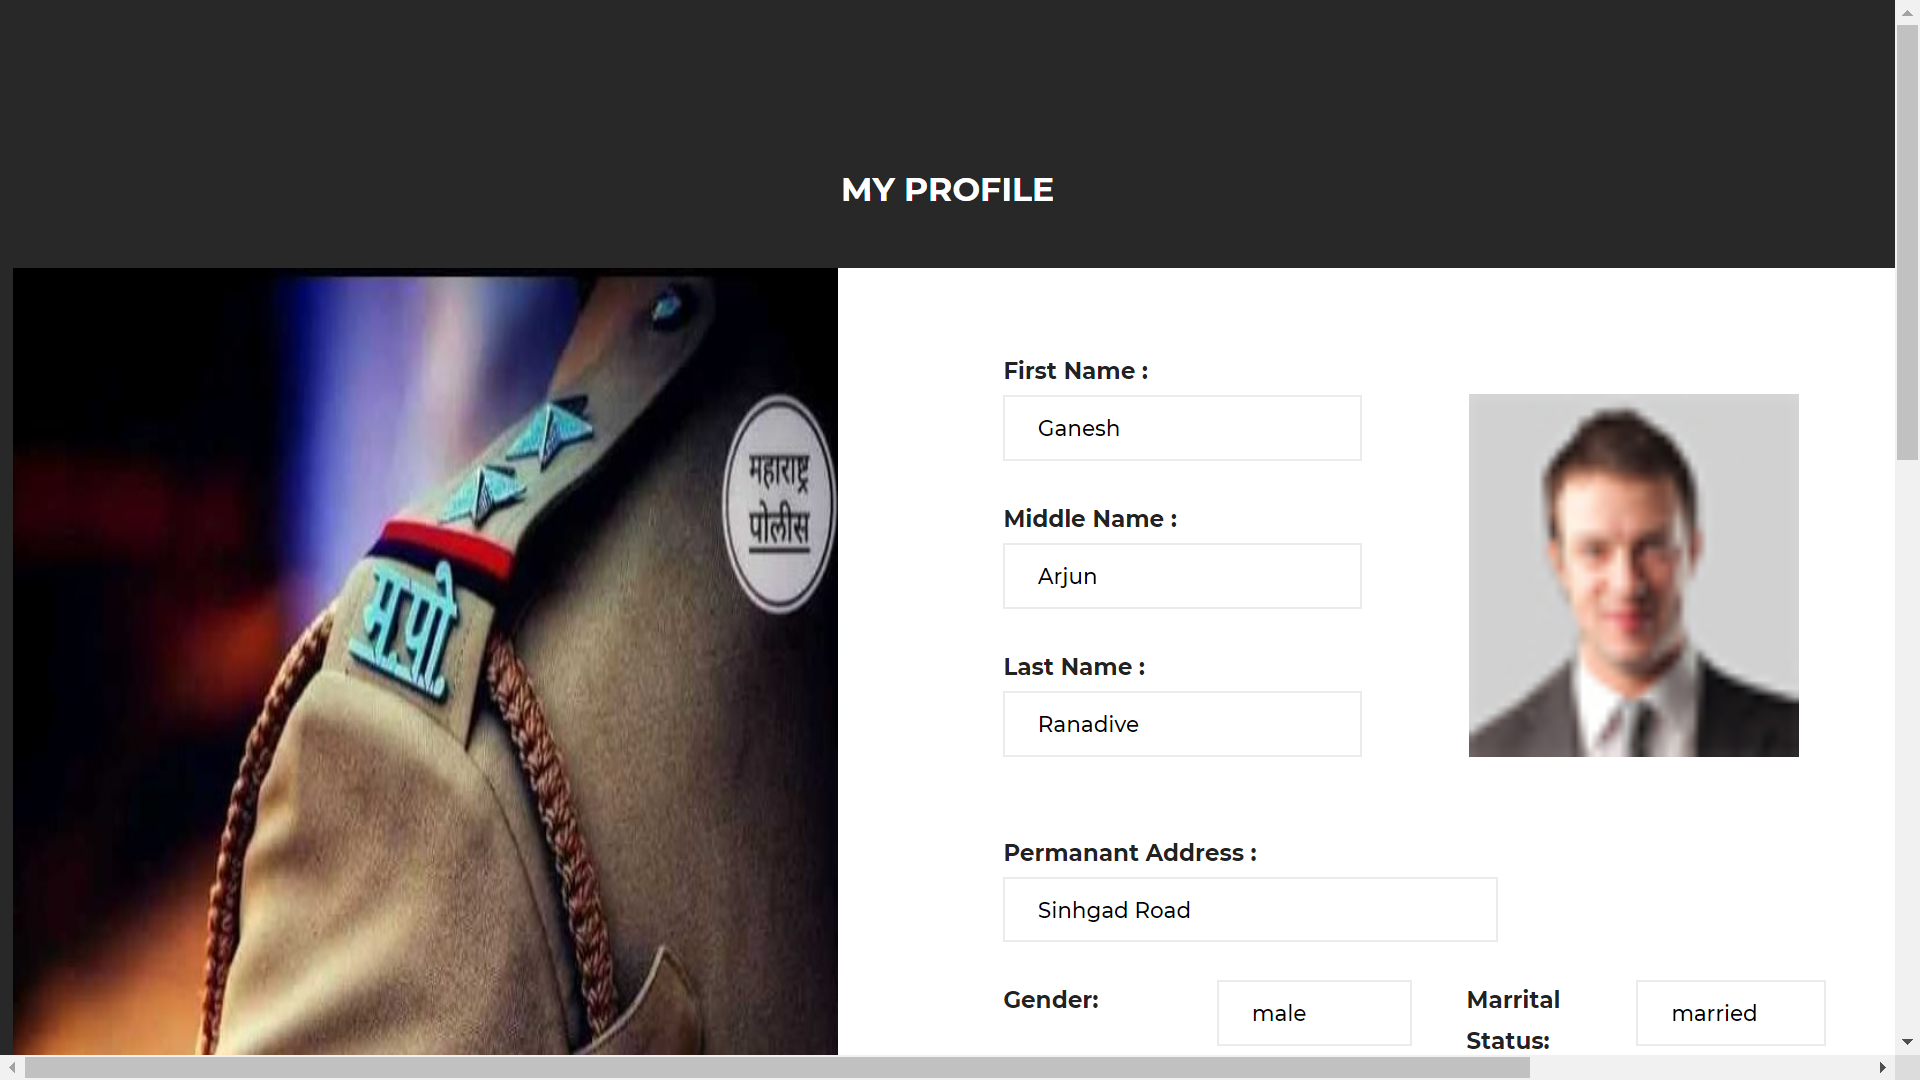 MY PROFILE
महाराष्ट्र
पोलीस
म.पो.
First Name :
Ganesh
Middle Name :
Arjun
Last Name :
Ranadive
Permanant Address :
Sinhgad Road
Gender:
male
Marrital
Status:
married